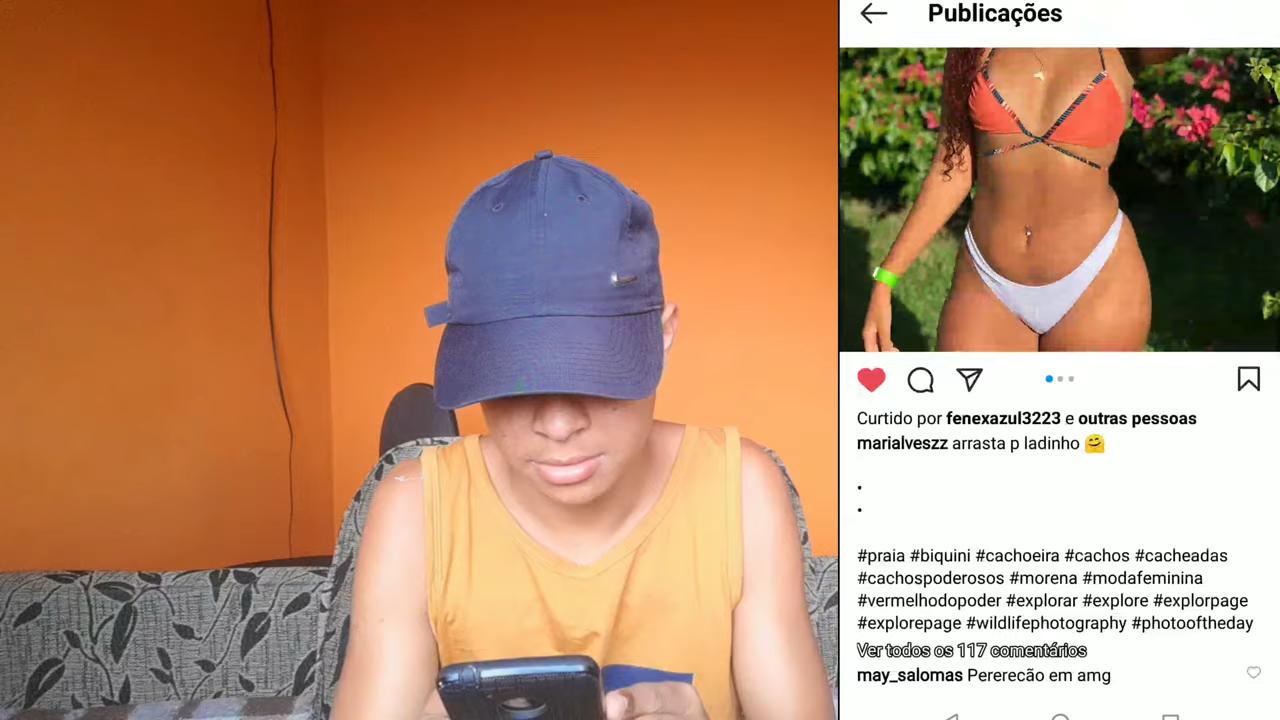 Publicações
Curtido por fenexazul3223 e outras pessoas
marialveszz arrasta p ladinho 🤗
.
.
#praia #biquini #cachoeira #cachos #cacheadas
#cachospoderosos #morena #modafeminina
#vermelhodopoder #explorar #explore #explorpage
#explorepage #wildlifephotography #photooftheday
Ver todos os 117 comentários
may_salomas Pererecão em amg